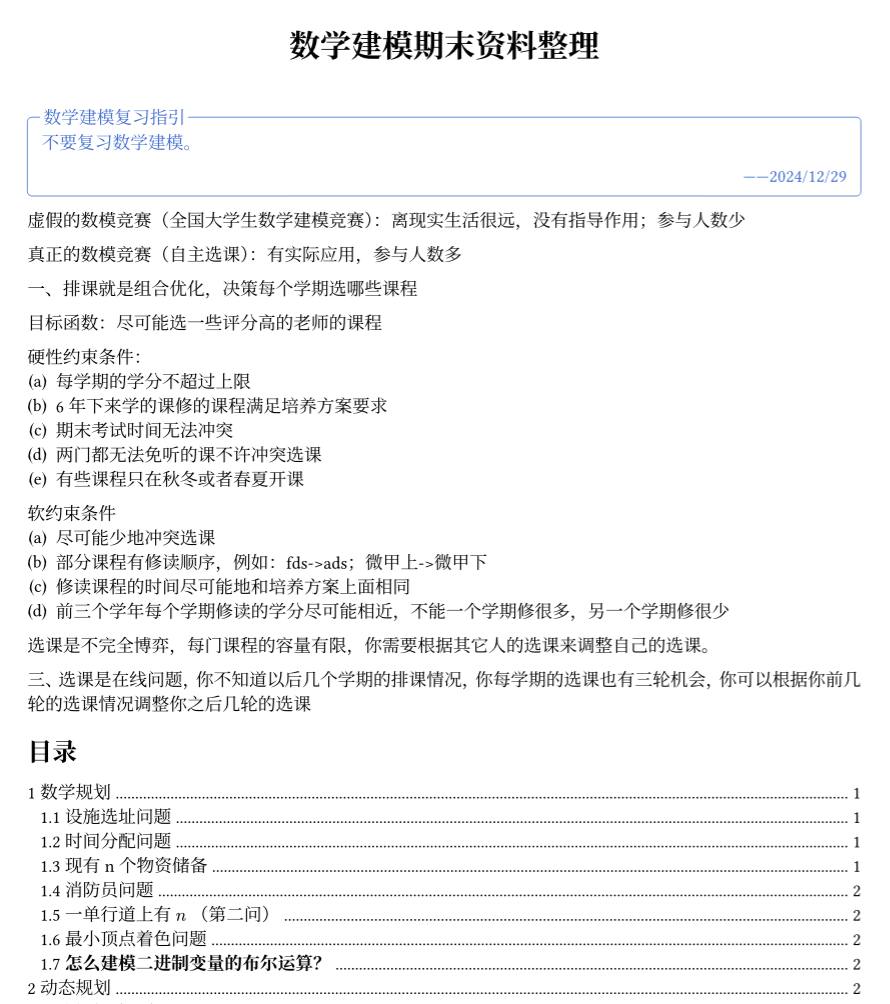 数学建模期末资料整理
数学建模复习指引
不要复习数学建模。
——2024/12/29
虚假的数模竞赛（全国大学生数学建模竞赛）：离现实生活很远，没有指导作用；参与人数少
真正的数模竞赛（自主选课）：有实际应用，参与人数多
一、排课就是组合优化，决策每个学期选哪些课程
目标函数：尽可能选一些评分高的老师的课程
硬性约束条件：
(a) 每学期的学分不超过上限
(b) 6 年下来学的课修的课程满足培养方案要求
(c) 期末考试时间无法冲突
(d) 两门都无法免听的课不许冲突选课
(e) 有些课程只在秋冬或者春夏开课
软约束条件
(a) 尽可能少地冲突选课
(b) 部分课程有修读顺序，例如：fds->ads；微甲上->微甲下
(c) 修读课程的时间尽可能地和培养方案上面相同
(d) 前三个学年每个学期修读的学分尽可能相近，不能一个学期修很多，另一个学期修很少
选课是不完全博弈，每门课程的容量有限，你需要根据其它人的选课来调整自己的选课。
三、选课是在线问题，你不知道以后几个学期的排课情况，你每学期的选课也有三轮机会，你可以根据你前几
轮的选课情况调整你之后几轮的选课
目录
1 数学规划 1
1.1 设施选址问题 1
1.2 时间分配问题 1
1.3 现有 n 个物资储备 1
1.4 消防员问题 2
1.5 一单行道上有 n （第二问） 2
1.6 最小顶点着色问题 2
1.7 怎么建模二进制变量的布尔运算？ 2
2 动态规划 2